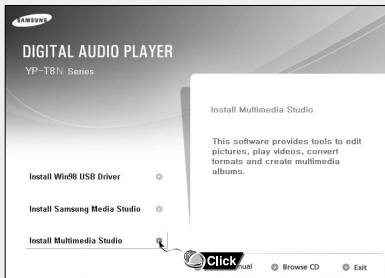 SAMSUNG
DIGITAL AUDIO PLAYER
YP-T8N Series
Install Multimedia Studio
This software provides tools to edit
pictures, play videos, convert
formats and create multimedia
albums.
Install Win98 USB Driver
Install Samsung Media Studio
Install Multimedia Studio
Click
Browse CD
Exit